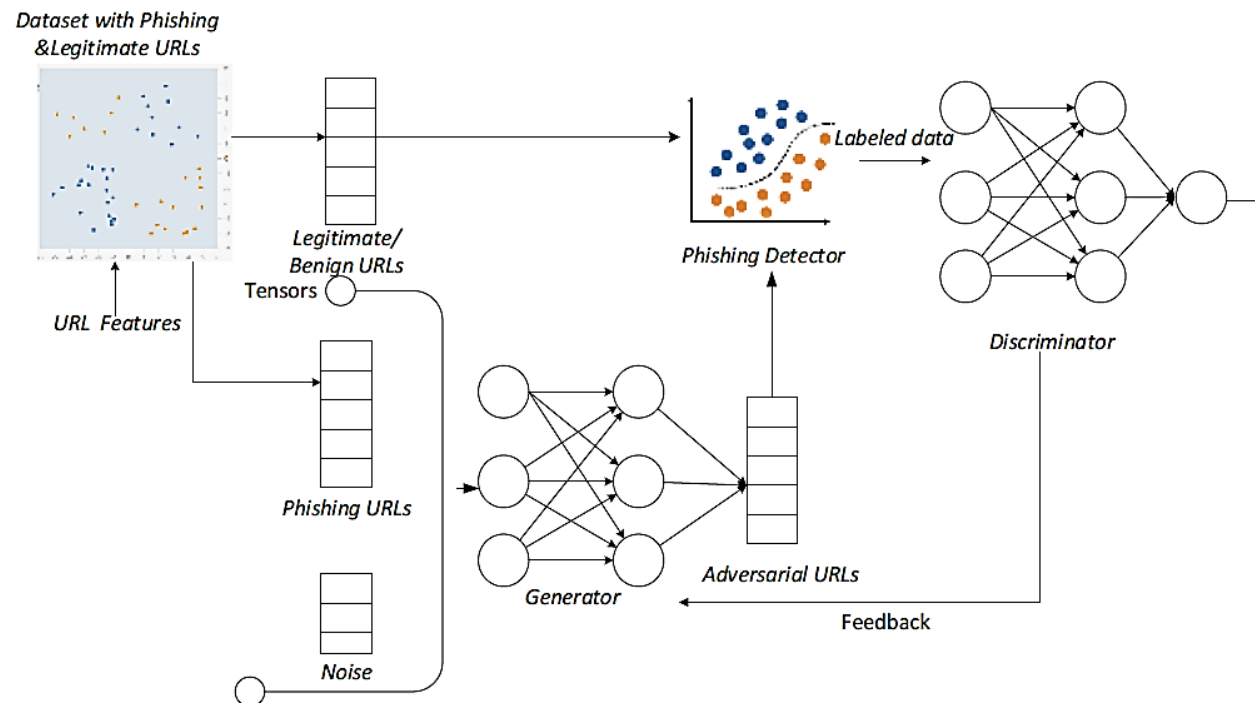 Dataset with Phishing
&Legitimate URLs
Labeled data
Legitimate/
Benign URLs
Phishing Detector
Tensors
URL Features
Discriminator
Phishing URLs
Adversarial URLs
Generator
Feedback
Noise